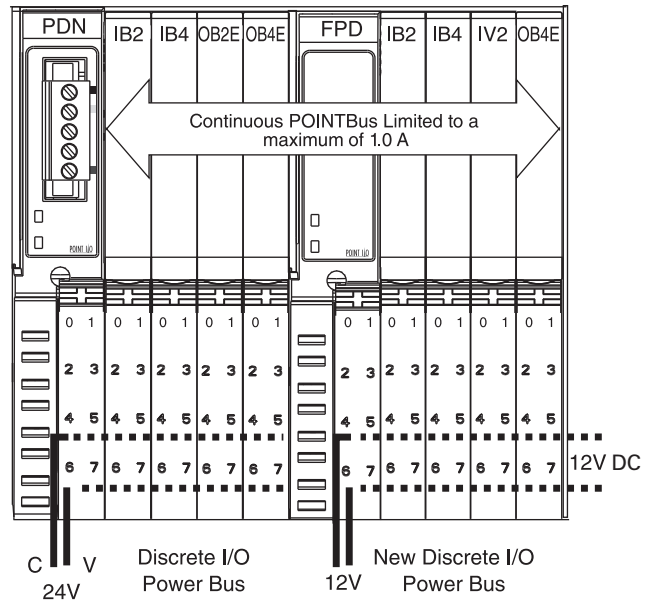 PDN IB2 IB4 OB2E OB4E FPD IB2 IB4 IV2 OB4E
Continuous POINTBus Limited to a
maximum of 1.0 A
POINT I/O POINT I/O
0 1 0 1 0 1 0 1 0 1 0 1 0 1 0 1 0 1 0 1
2 3 2 3 2 3 2 3 2 3 2 3 2 3 2 3 2 3 2 3
4 5 4 5 4 5 4 5 4 5 4 5 4 5 4 5 4 5 4 5
6 7 6 7 6 7 6 7 6 7 6 7 6 7 6 7 6 7 6 7 12V DC
C V Discrete I/O New Discrete I/O
24V Power Bus 12V Power Bus